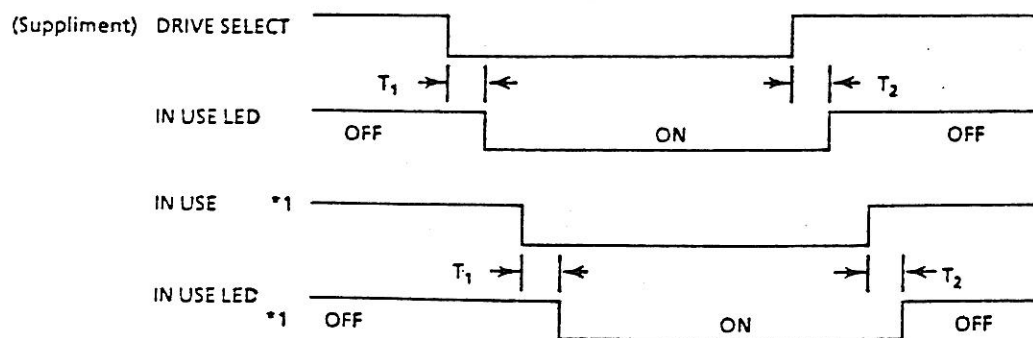 (Suppliment) DRIVE SELECT
T1 T2
IN USE LED
OFF ON OFF
IN USE *1
T1 T2
IN USE LED
*1 OFF ON OFF